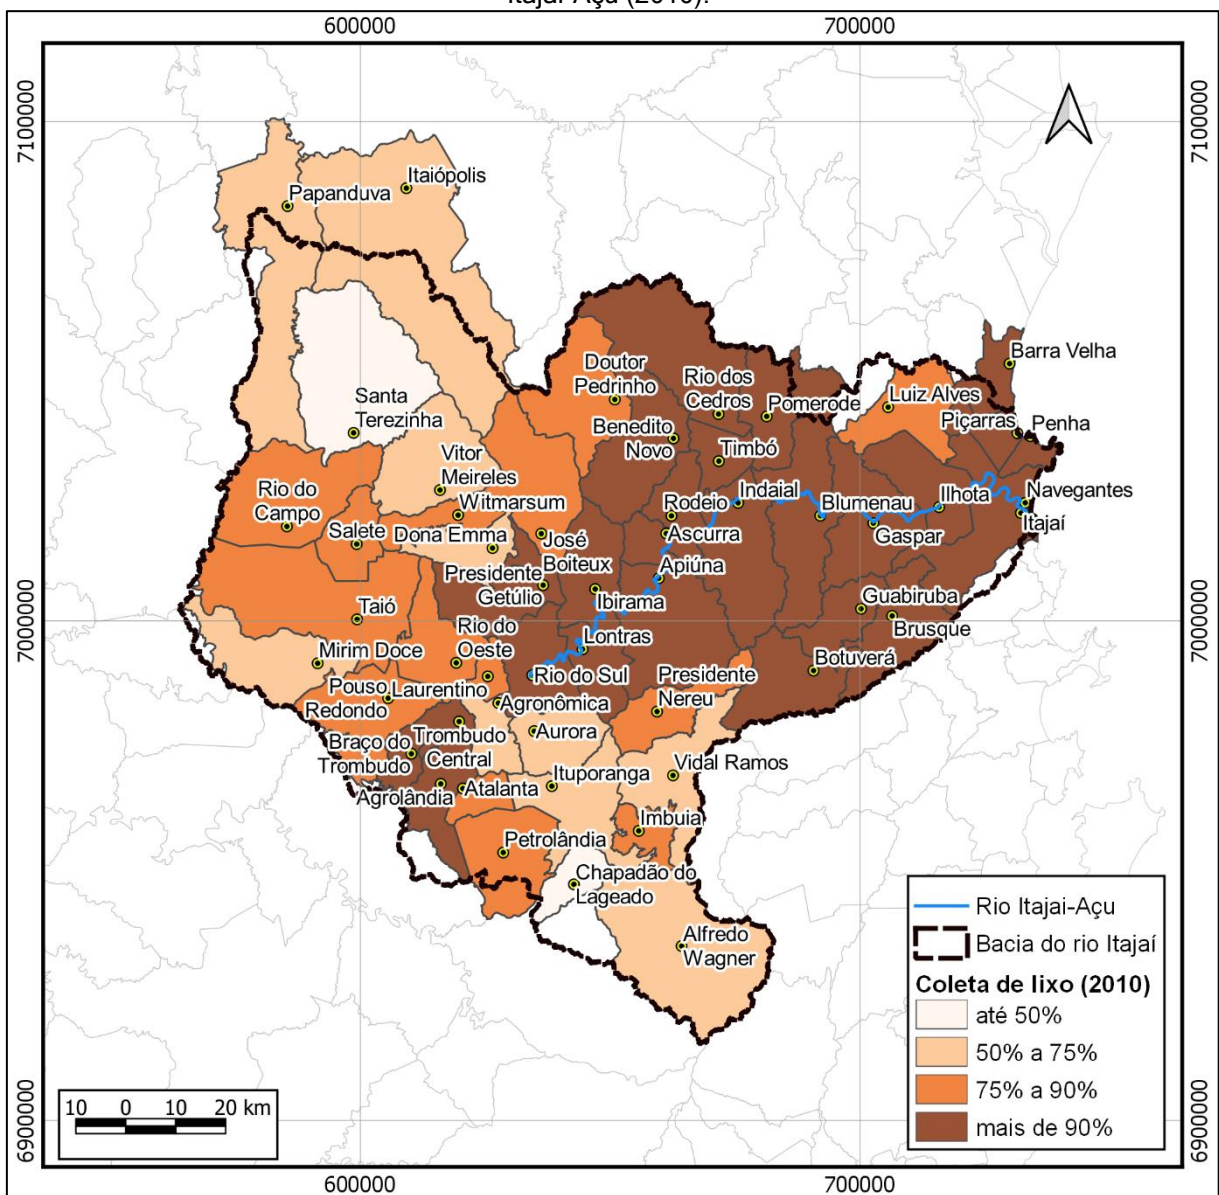 Itajaí-Açu (2010).
600000
700000
7100000
7100000
Itaiópolis
Papanduva
Barra Velha
Doutor
Pedrinho
Rio dos
Cedros
Luiz Alves
Pomerode
Santa
Terezinha
Piçarras
Penha
Benedito
Novo
Timbó
Vitor
Meireles
Indaial
Ilhota
Navegantes
Rio do
Campo
Witmarsum
Rodeio
Blumenau
Itajaí
Salete
Dona Emma
José
Boiteux
Ascurra
Gaspar
Presidente
Getúlio
Apiúna
Ibirama
Guabiruba
Taió
Brusque
7000000
7000000
Rio do
Oeste
Lontras
Mirim Doce
Botuverá
Rio do Sul
Presidente
Nereu
Pouso
Redondo
Laurentino
Agronômica
Braço do
Trombudo
Trombudo
Central
Aurora
Vidal Ramos
Ituporanga
Agrolândia
Atalanta
Imbuia
Petrolândia
Chapadão do
Lageado
Alfredo
Wagner
Rio Itajai-Açu
Bacia do rio Itajaí
Coleta de lixo (2010)
até 50%
50% a 75%
75% a 90%
mais de 90%
10 0 10 20 km
6900000
6900000
600000
700000